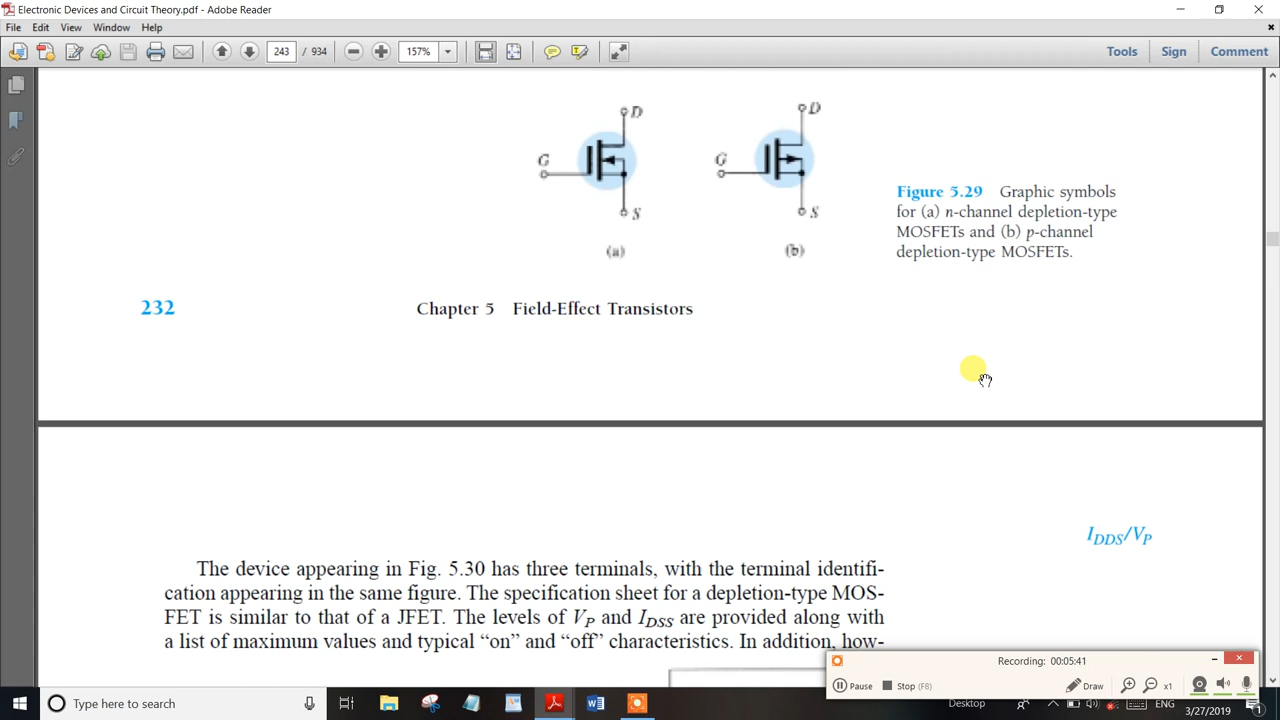 Electronic Devices and Circuit Theory.pdf - Adobe Reader
File Edit View Window Help
243 / 934 157% Tools Sign Comment
D D
G G
S S
(a) (b)
Figure 5.29 Graphic symbols
for (a) n-channel depletion-type
MOSFETs and (b) p-channel
depletion-type MOSFETs.
232 Chapter 5 Field-Effect Transistors
I_DDS/V_P
The device appearing in Fig. 5.30 has three terminals, with the terminal identifi-
cation appearing in the same figure. The specification sheet for a depletion-type MOS-
FET is similar to that of a JFET. The levels of V_P and I_DSS are provided along with
a list of maximum values and typical “on” and “off” characteristics. In addition, how-
Recording: 00:05:41
Pause Stop (F8) Draw x1
Type here to search Desktop ENG
3/27/2019